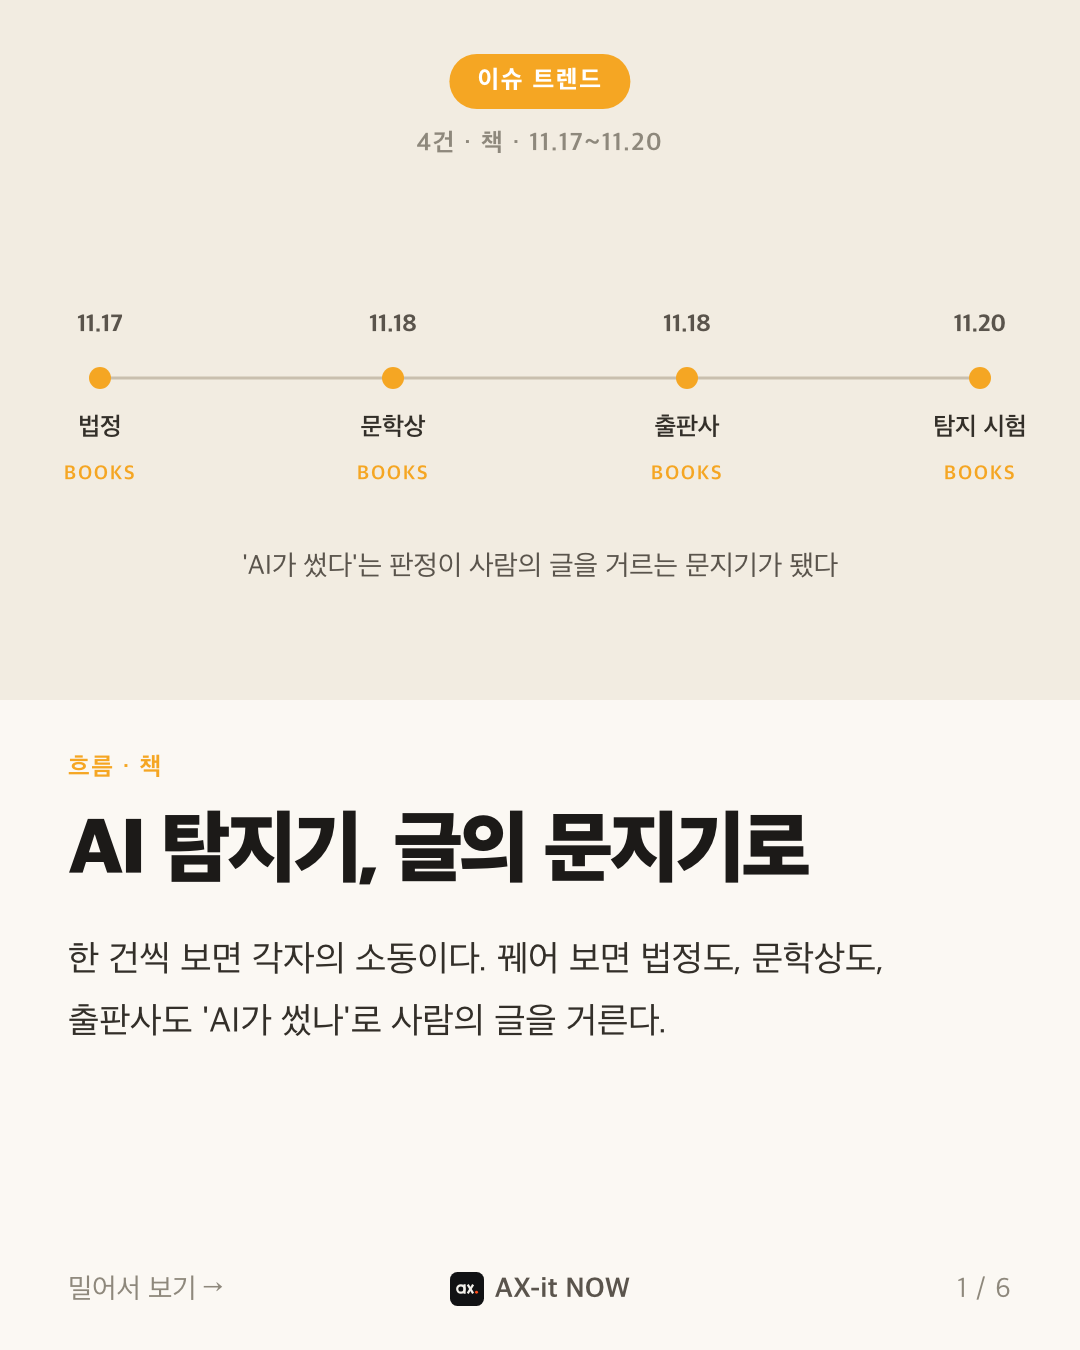 이슈 트렌드
4건 · 책 · 11.17~11.20
11.17 11.18 11.18 11.20
법정 문학상 출판사 탐지 시험
BOOKS BOOKS BOOKS BOOKS
'AI가 썼다'는 판정이 사람의 글을 거르는 문지기가 됐다
흐름 · 책
AI 탐지기, 글의 문지기로
한 건씩 보면 각자의 소동이다. 꿰어 보면 법정도, 문학상도,
출판사도 'AI가 썼나'로 사람의 글을 거른다.
밀어서 보기 → ax. AX-it NOW 1 / 6